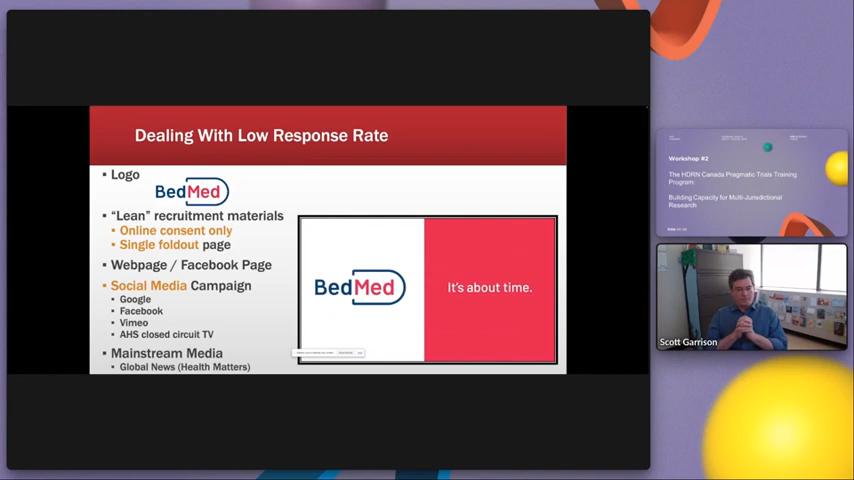 Dealing With Low Response Rate
▪ Logo
BedMed
▪ "Lean" recruitment materials
▪ Online consent only
▪ Single foldout page
▪ Webpage / Facebook Page
▪ Social Media Campaign
▪ Google
▪ Facebook
▪ Vimeo
▪ AHS closed circuit TV
▪ Mainstream Media
▪ Global News (Health Matters)
BedMed
It's about time.
Workshop #2
The HDRN Canada Pragmatic Trials Training
Program:
Building Capacity for Multi-Jurisdictional
Research
Scott Garrison